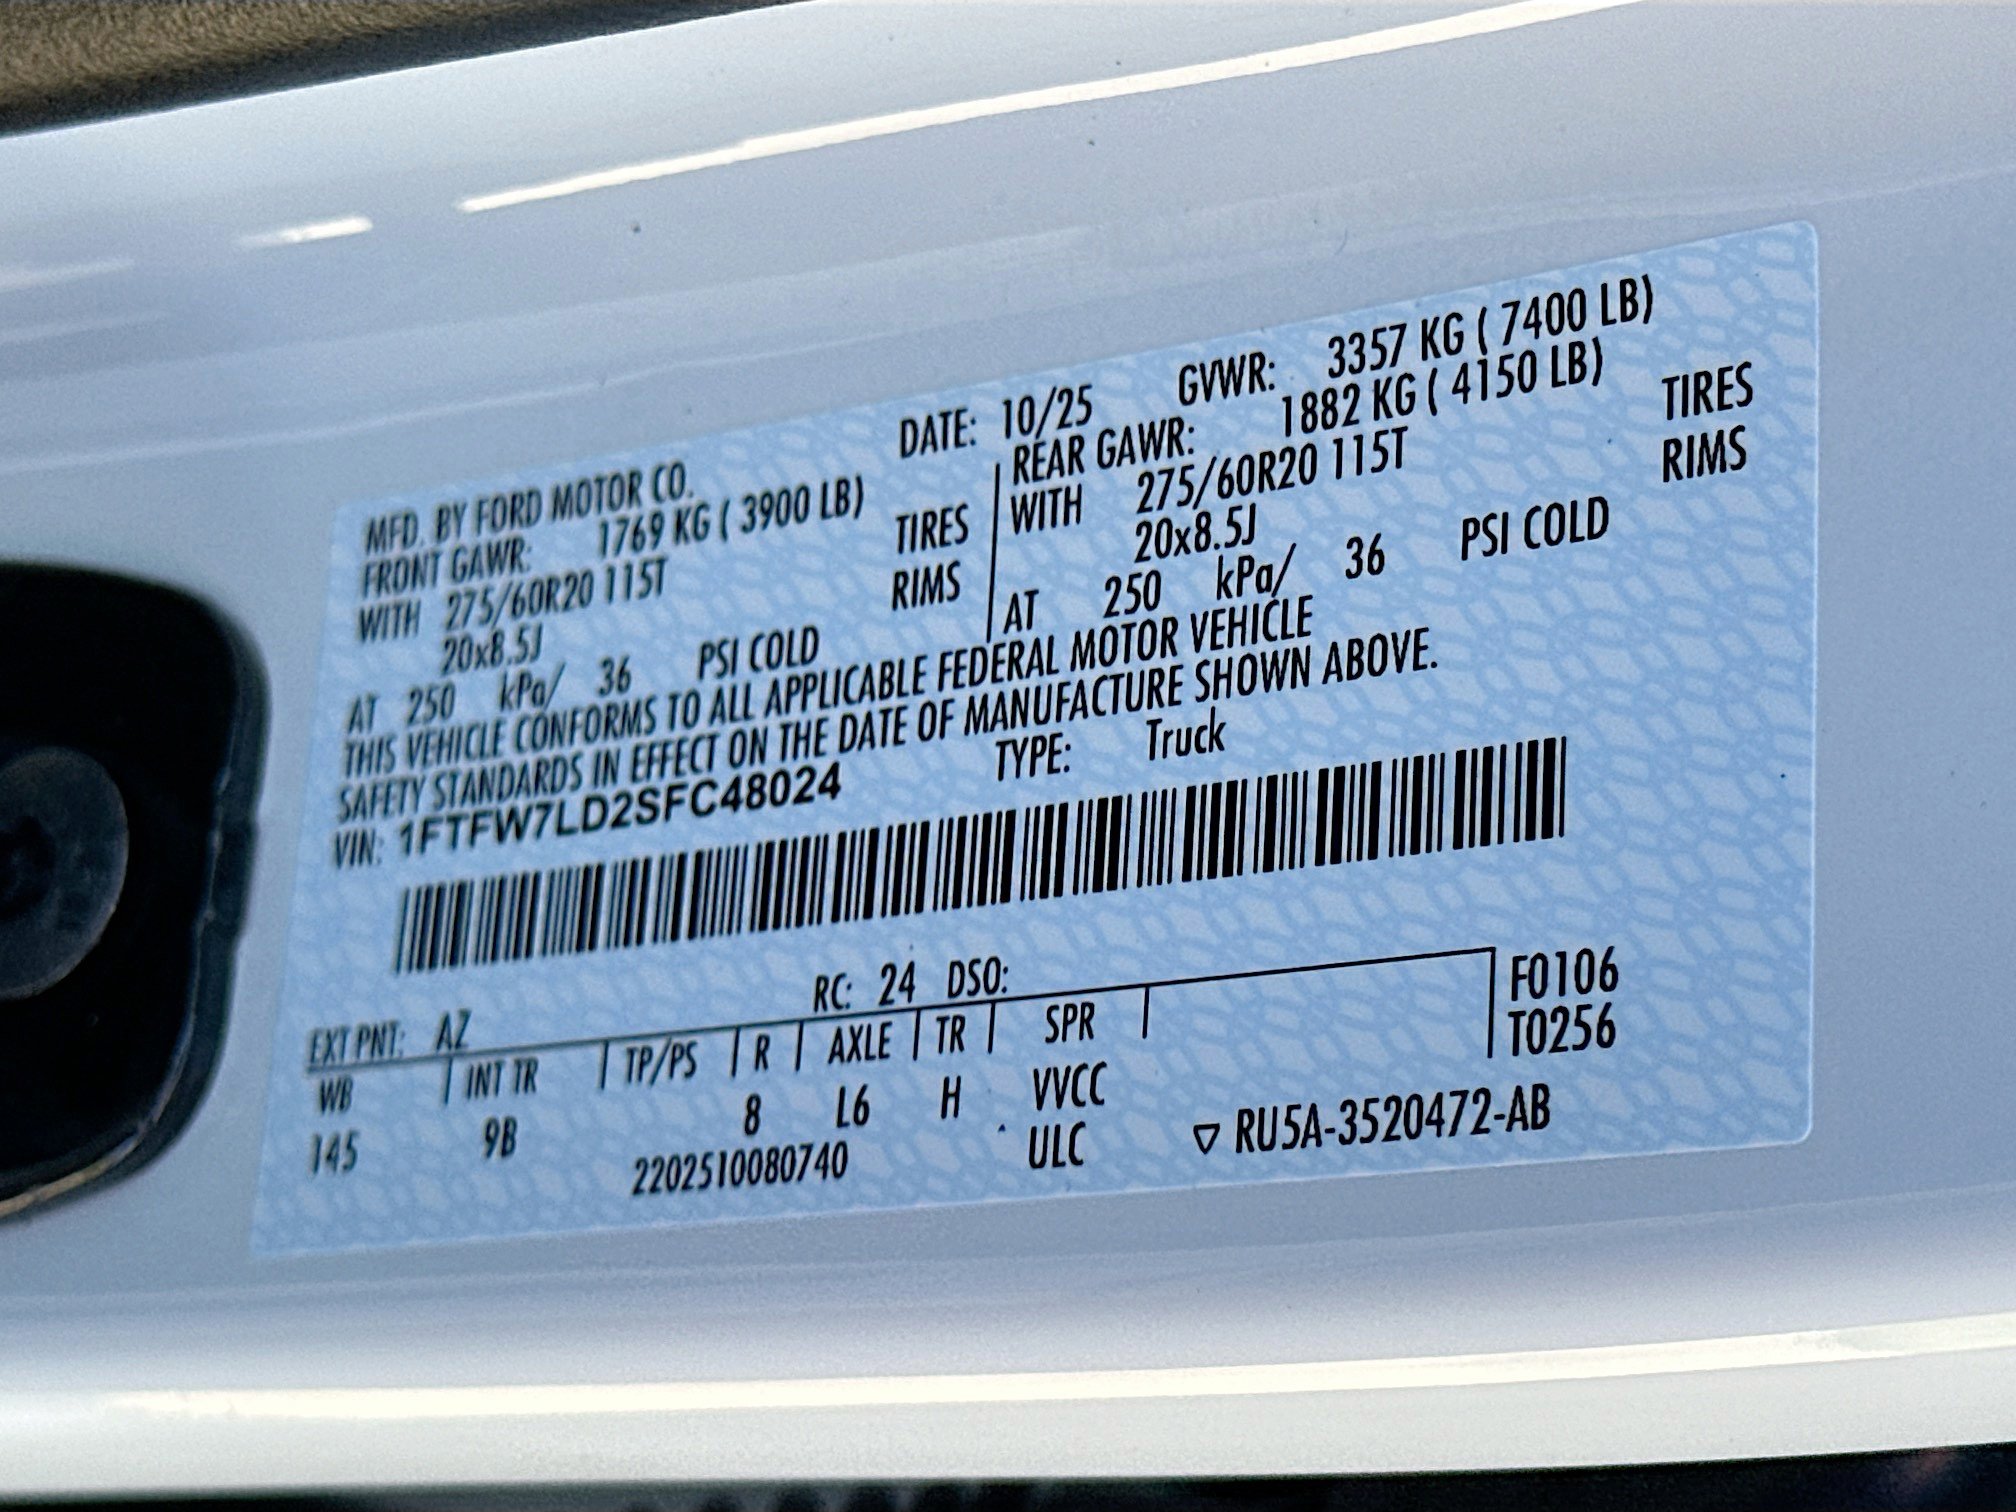 MFD. BY FORD MOTOR CO. DATE: 10/25 GVWR: 3357 KG ( 7400 LB)
FRONT GAWR: 1769 KG ( 3900 LB) REAR GAWR: 1882 KG ( 4150 LB)
WITH 275/60R20 115T TIRES WITH 275/60R20 115T TIRES
20x8.5J RIMS 20x8.5J RIMS
AT 250 kPa/ 36 PSI COLD AT 250 kPa/ 36 PSI COLD
THIS VEHICLE CONFORMS TO ALL APPLICABLE FEDERAL MOTOR VEHICLE
SAFETY STANDARDS IN EFFECT ON THE DATE OF MANUFACTURE SHOWN ABOVE.
VIN: 1FTFW7LD2SFC48024 TYPE: Truck
EXT PNT: AZ RC: 24 DSO: F0106
WB INT TR TP/PS R AXLE TR SPR T0256
145 9B 8 L6 H VVCC
2202510080740 ULC ▽ RU5A-3520472-AB